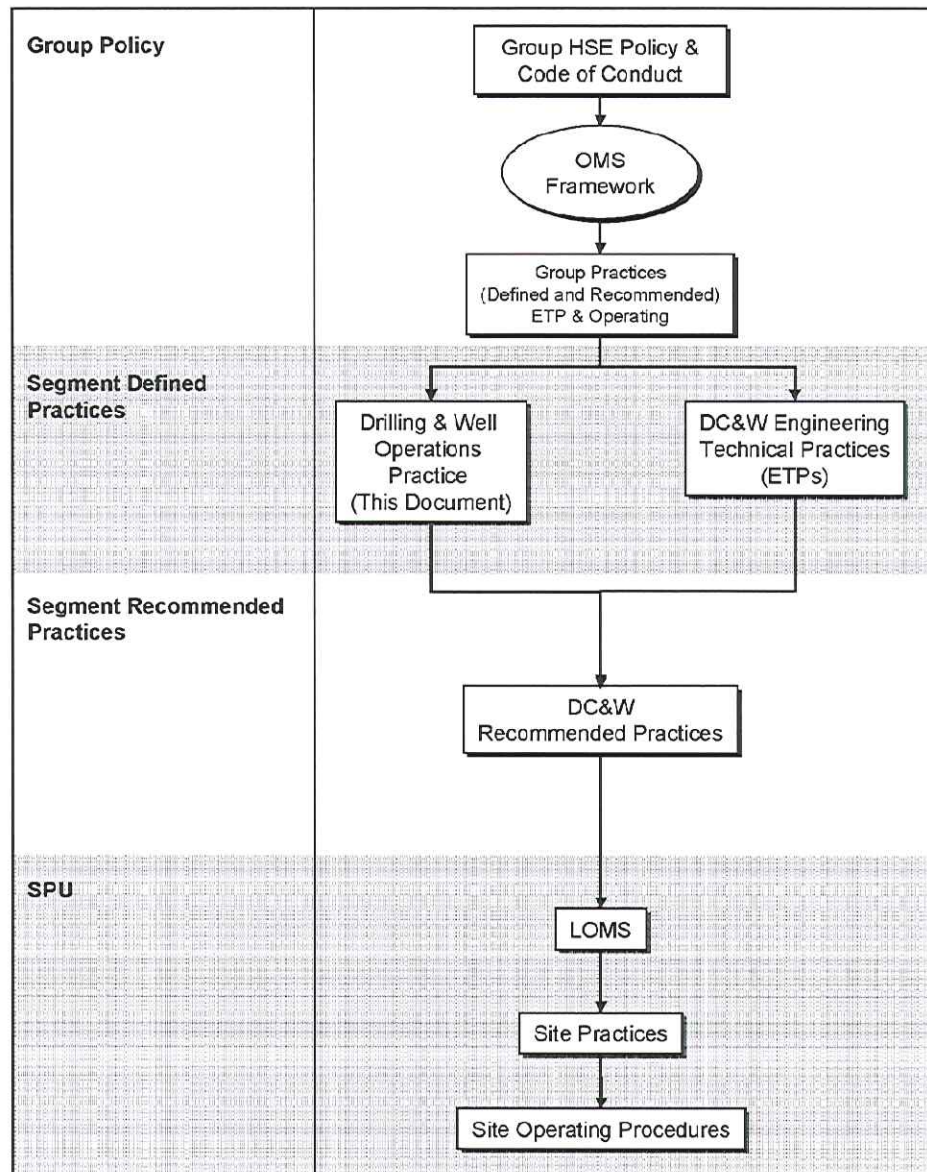 Group Policy
Group HSE Policy &
Code of Conduct
OMS
Framework
Group Practices
(Defined and Recommended)
ETP & Operating
Segment Defined
Practices
Drilling & Well
Operations
Practice
(This Document)
DC&W Engineering
Technical Practices
(ETPs)
Segment Recommended
Practices
DC&W
Recommended Practices
SPU
LOMS
Site Practices
Site Operating Procedures